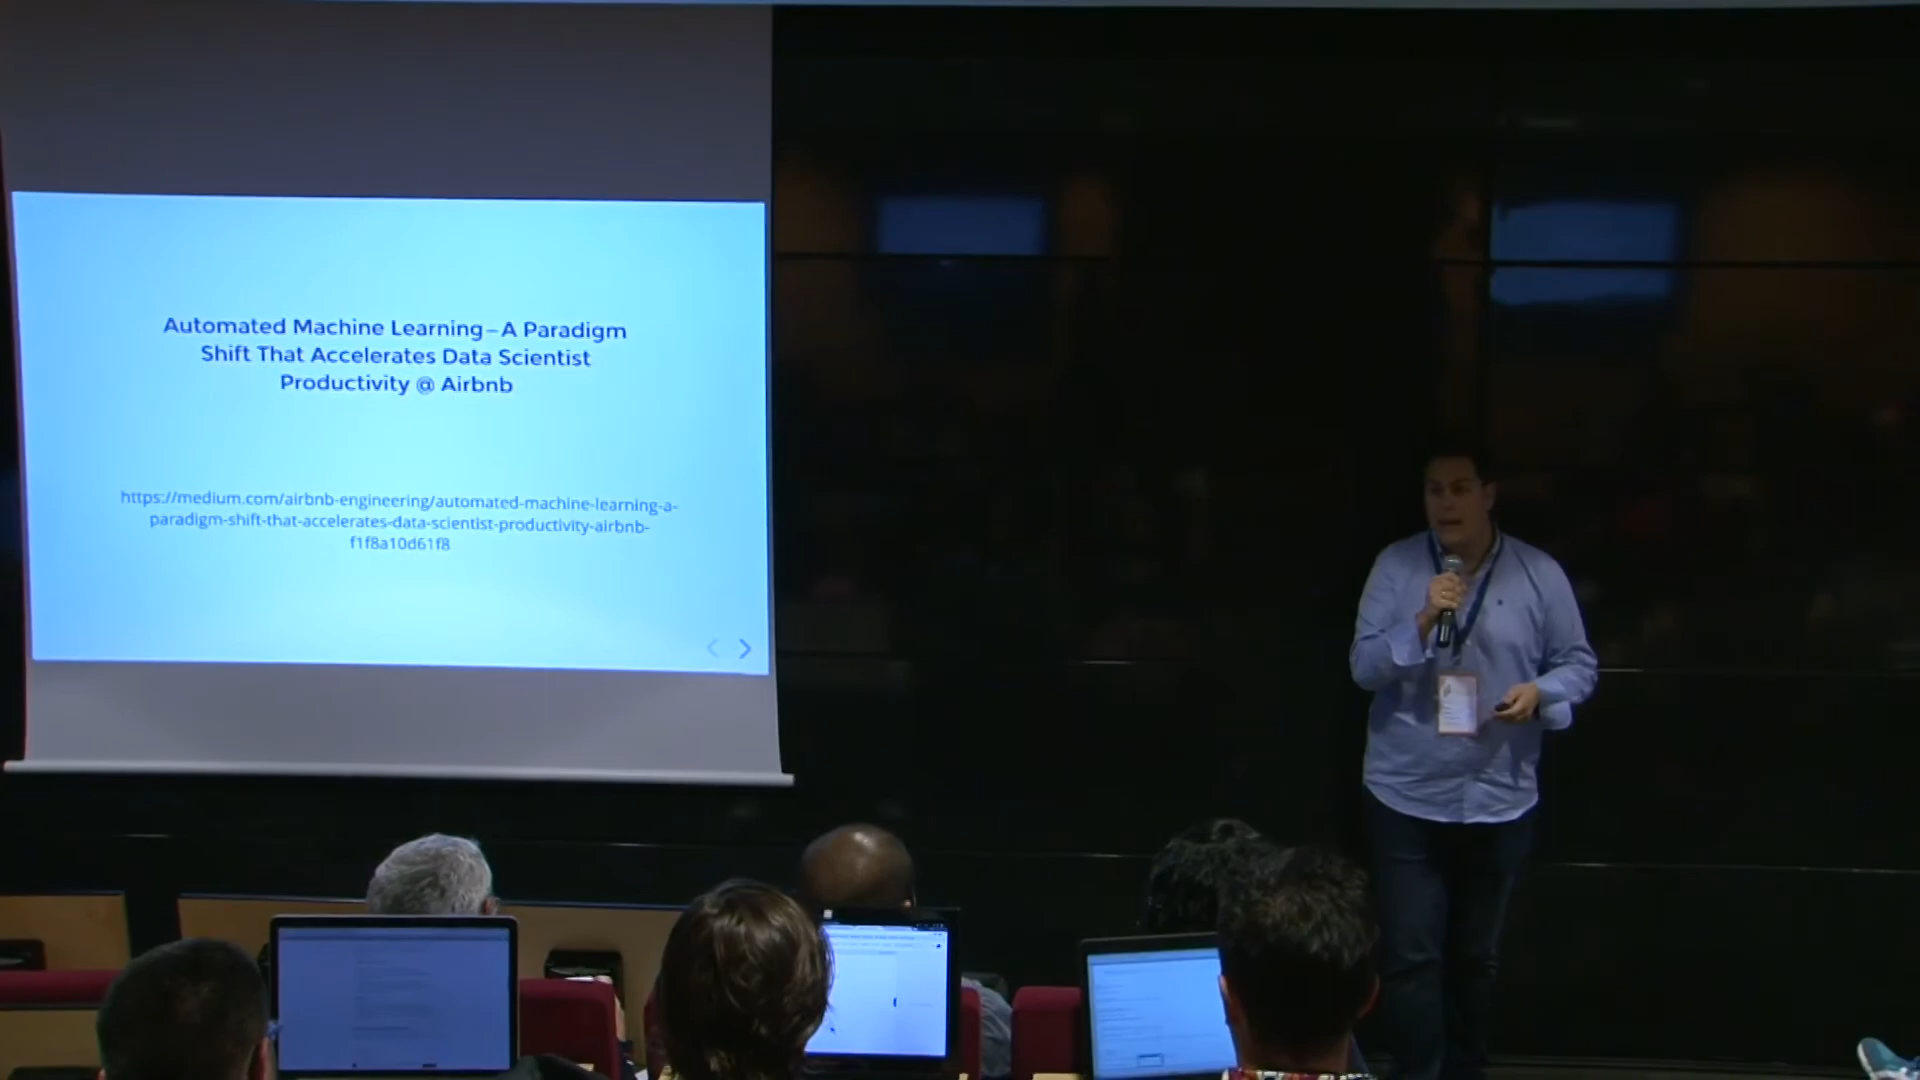 Automated Machine Learning – A Paradigm
Shift That Accelerates Data Scientist
Productivity @ Airbnb
https://medium.com/airbnb-engineering/automated-machine-learning-a-
paradigm-shift-that-accelerates-data-scientist-productivity-airbnb-
f1f8a10d61f8